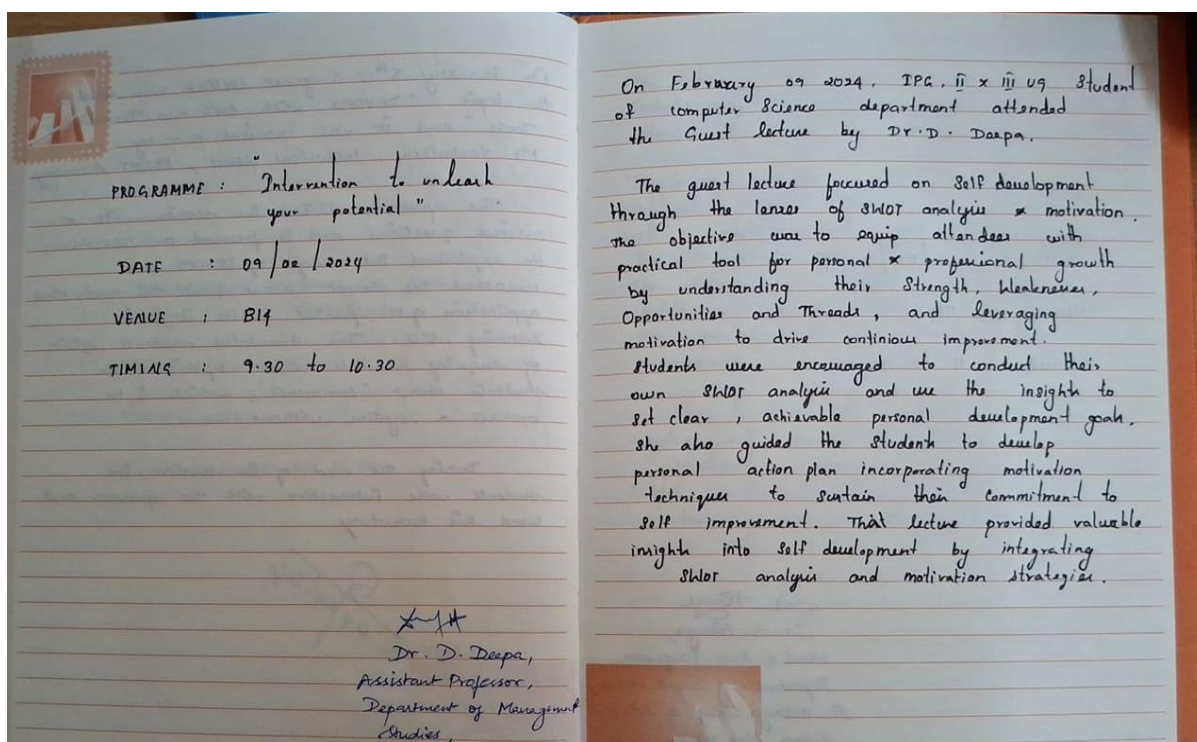 PROGRAMME : "Intervention to unleash
your potential"
DATE : 09/02/2024
VENUE : B14
TIMING : 9.30 to 10.30
Dr. D. Deepa,
Assistant Professor,
Department of Management
Studies,
On February 09 2024, I PG, II & III UG Student
of computer Science department attended
the Guest lecture by Dr. D. Deepa.
The guest lecture foccused on Self development
through the lenses of SWOT analysis & motivation.
The objective was to equip attendees with
practical tool for personal & professional growth
by understanding their Strength, Weaknesses,
Opportunities and Threads, and leveraging
motivation to drive continious improvement.
Students were encouraged to conduct their
own SWOT analysis and use the insight to
set clear, achievable personal development goals.
She also guided the Student to develop
personal action plan incorporating motivation
techniques to sustain their commitment to
self improvement. That lecture provided valuable
insight into Self development by integrating
SWOT analysis and motivation strategies.